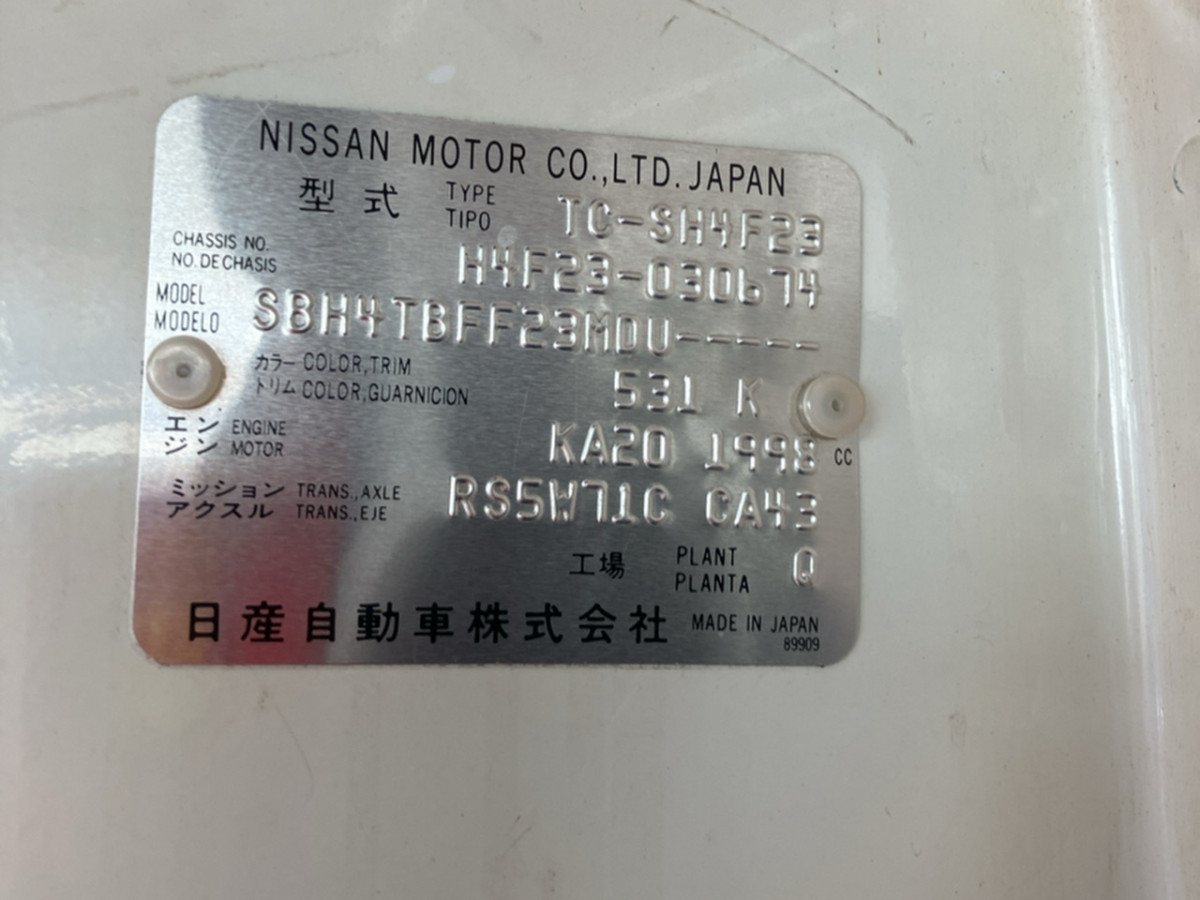 NISSAN MOTOR CO.,LTD. JAPAN
型式 TYPE TIPO TC-SH4F23
CHASSIS NO. NO. DE CHASIS H4F23-030674
MODEL MODELO SBH4TBFF23MDU-----
カラー COLOR,TRIM
トリム COLOR,GUARNICION 531 K
エン ENGINE
ジン MOTOR KA20 1998 CC
ミッション TRANS.,AXLE
アクスル TRANS.,EJE RS5W71C CA43
工場 PLANT PLANTA Q
日産自動車株式会社 MADE IN JAPAN
89909